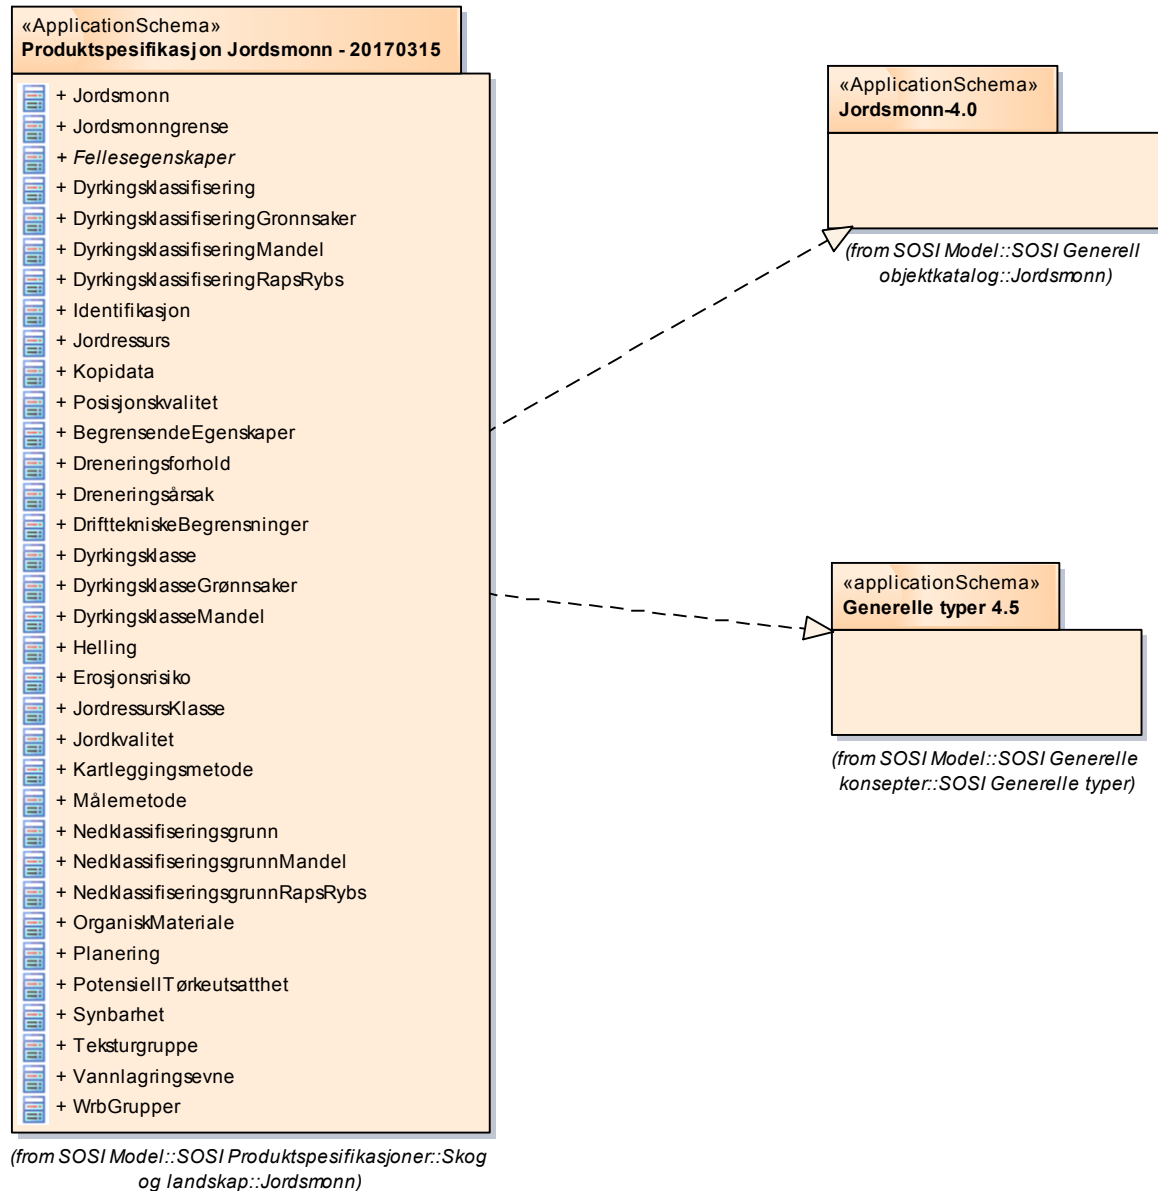 «ApplicationSchema»
Produktspesifikasjon Jordsmonn - 20170315
+ Jordsmonn
+ Jordsmonngrense
+ Fellesegenskaper
+ Dyrkingsklassifisering
+ DyrkingsklassifiseringGronnsaker
+ DyrkingsklassifiseringMandel
+ DyrkingsklassifiseringRapsRybs
+ Identifikasjon
+ Jordressurs
+ Kopidata
+ Posisjonskvalitet
+ BegrensendeEgenskaper
+ Dreneringsforhold
+ Dreneringsårsak
+ DrifttekniskeBegrensninger
+ Dyrkingsklasse
+ DyrkingsklasseGrønnsaker
+ DyrkingsklasseMandel
+ Helling
+ Erosjonsrisiko
+ JordressursKlasse
+ Jordkvalitet
+ Kartleggingsmetode
+ Målemetode
+ Nedklassifiseringsgrunn
+ NedklassifiseringsgrunnMandel
+ NedklassifiseringsgrunnRapsRybs
+ OrganiskMateriale
+ Planering
+ PotensiellTørkeutsatthet
+ Synbarhet
+ Teksturgruppe
+ Vannlagringsevne
+ WrbGrupper
(from SOSI Model::SOSI Produktspesifikasjoner::Skog
og landskap::Jordsmonn)
«ApplicationSchema»
Jordsmonn-4.0
(from SOSI Model::SOSI Generell
objektkatalog::Jordsmonn)
«applicationSchema»
Generelle typer 4.5
(from SOSI Model::SOSI Generelle
konsepter::SOSI Generelle typer)